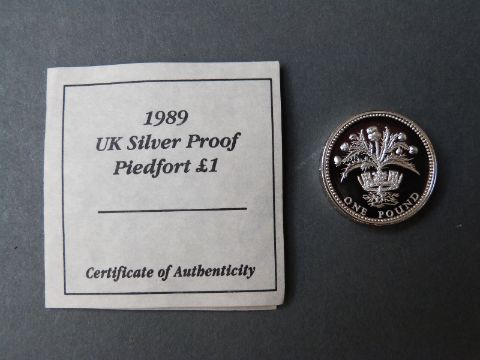 1989
UK Silver Proof
Piedfort £1
Certificate of Authenticity
ONE POUND